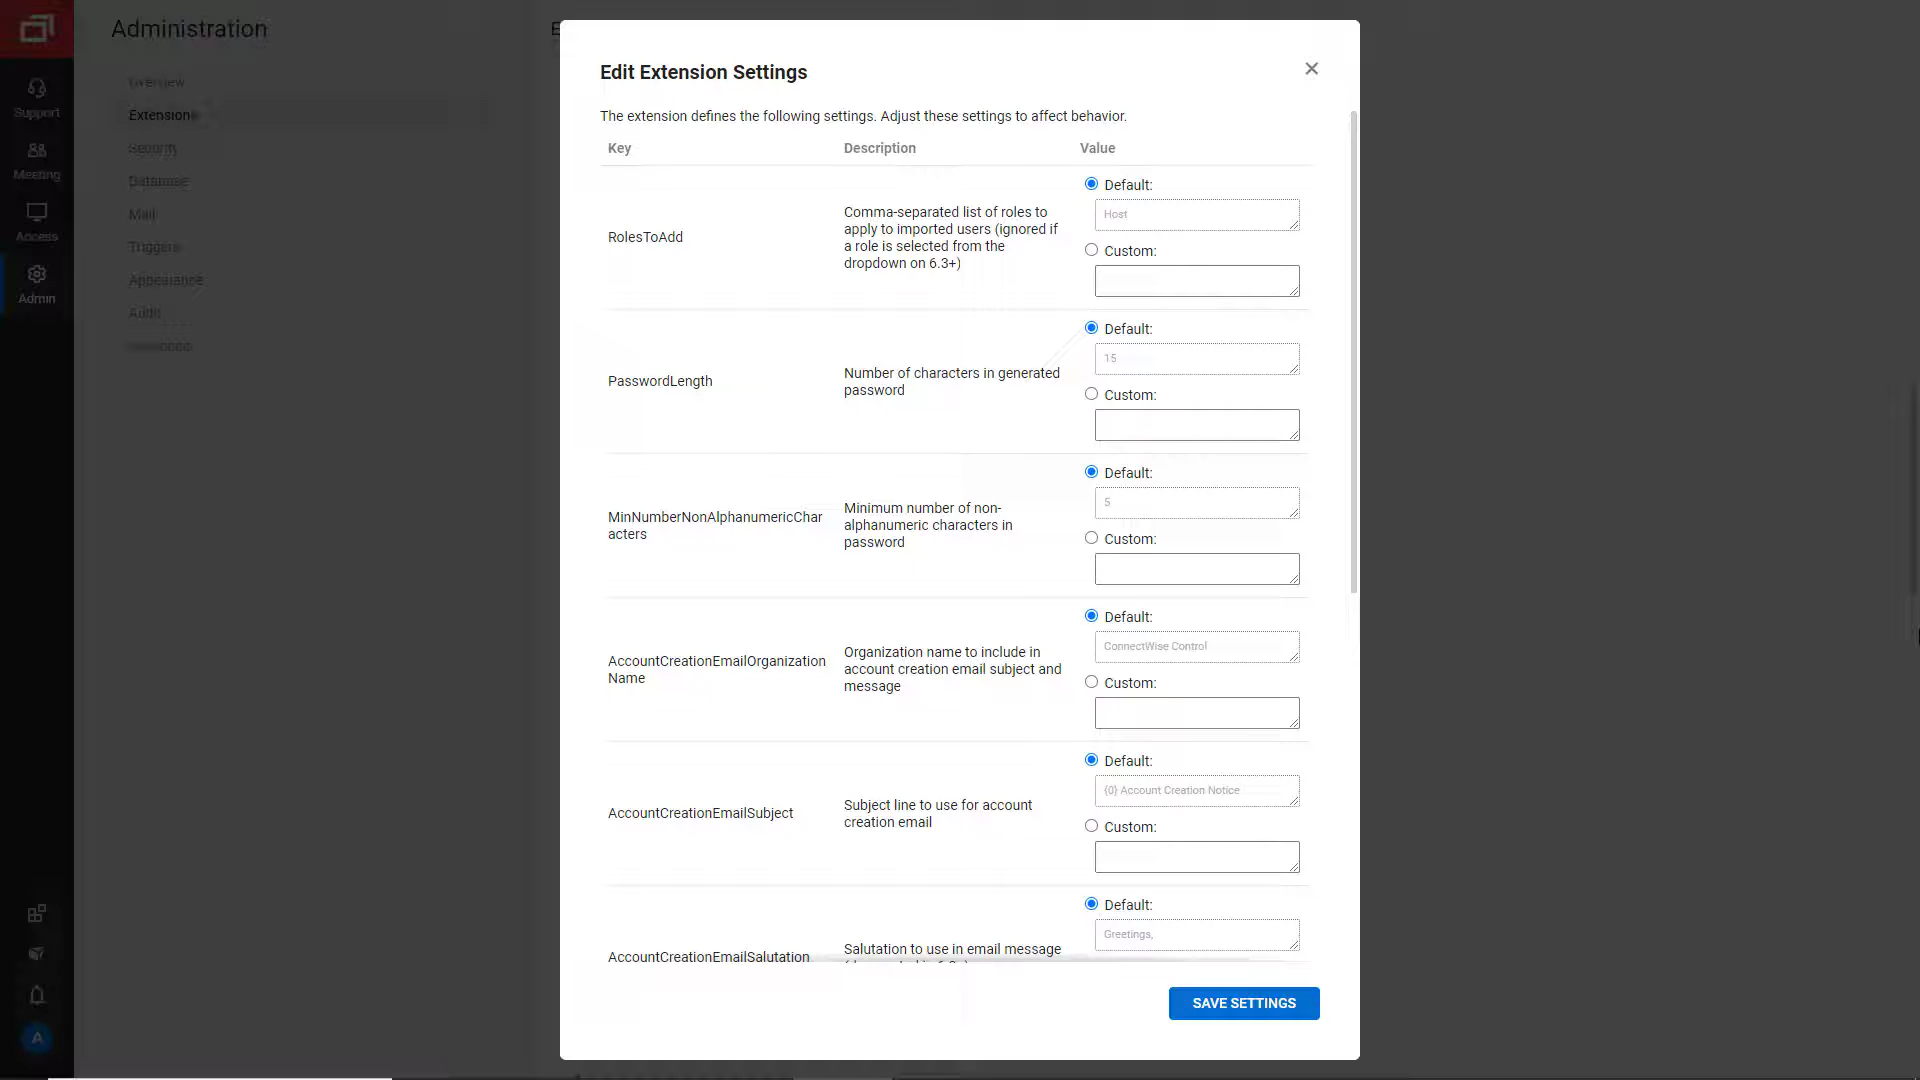 Administration
Overview
Extensions
Security
Database
Mail
Triggers
Appearance
Audit
Support
Meeting
Access
Admin
A
E
Edit Extension Settings
The extension defines the following settings. Adjust these settings to affect behavior.
Key Description Value
RolesToAdd
Comma-separated list of roles to
apply to imported users (ignored if
a role is selected from the
dropdown on 6.3+)
Default:
Host
Custom:
PasswordLength
Number of characters in generated
password
Default:
15
Custom:
MinNumberNonAlphanumericChar
acters
Minimum number of non-
alphanumeric characters in
password
Default:
5
Custom:
AccountCreationEmailOrganization
Name
Organization name to include in
account creation email subject and
message
Default:
ConnectWise Control
Custom:
AccountCreationEmailSubject
Subject line to use for account
creation email
Default:
{0} Account Creation Notice
Custom:
AccountCreationEmailSalutation
Salutation to use in email message
Default:
Greetings,
SAVE SETTINGS